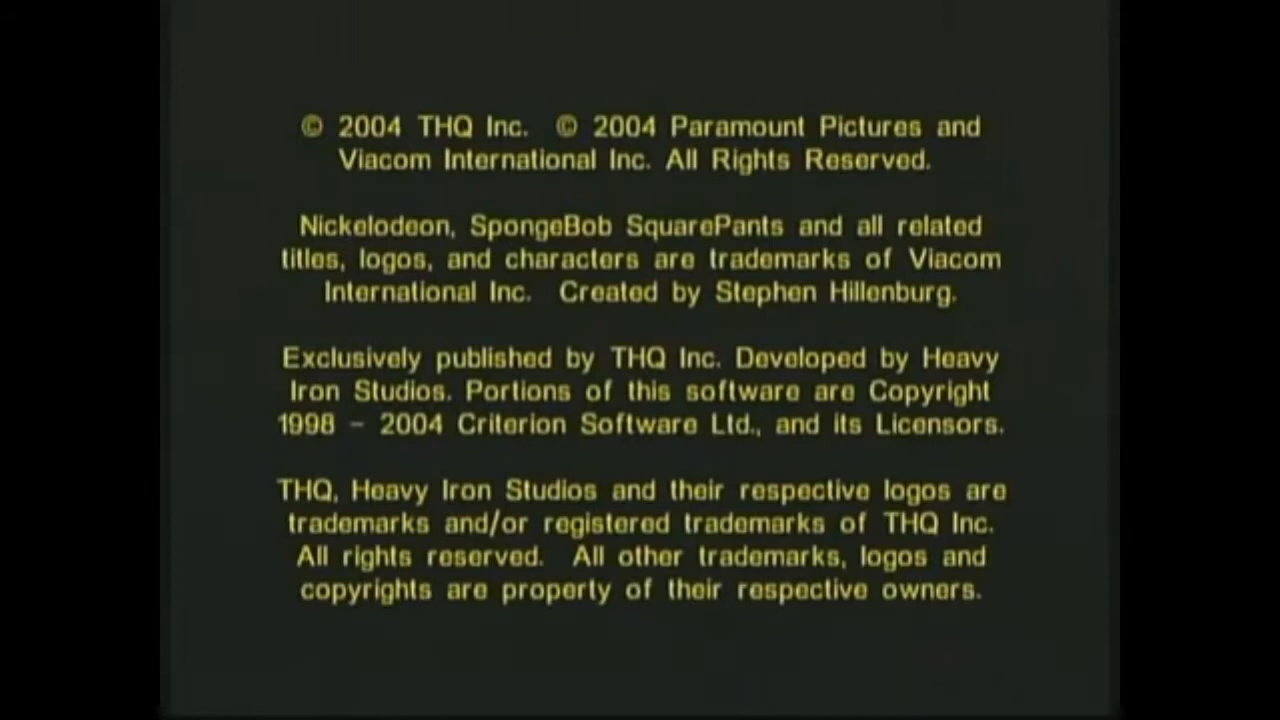 © 2004 THQ Inc.  © 2004 Paramount Pictures and
Viacom International Inc. All Rights Reserved.
Nickelodeon, SpongeBob SquarePants and all related
titles, logos, and characters are trademarks of Viacom
International Inc.  Created by Stephen Hillenburg.
Exclusively published by THQ Inc. Developed by Heavy
Iron Studios. Portions of this software are Copyright
1998 - 2004 Criterion Software Ltd., and its Licensors.
THQ, Heavy Iron Studios and their respective logos are
trademarks and/or registered trademarks of THQ Inc.
All rights reserved.  All other trademarks, logos and
copyrights are property of their respective owners.